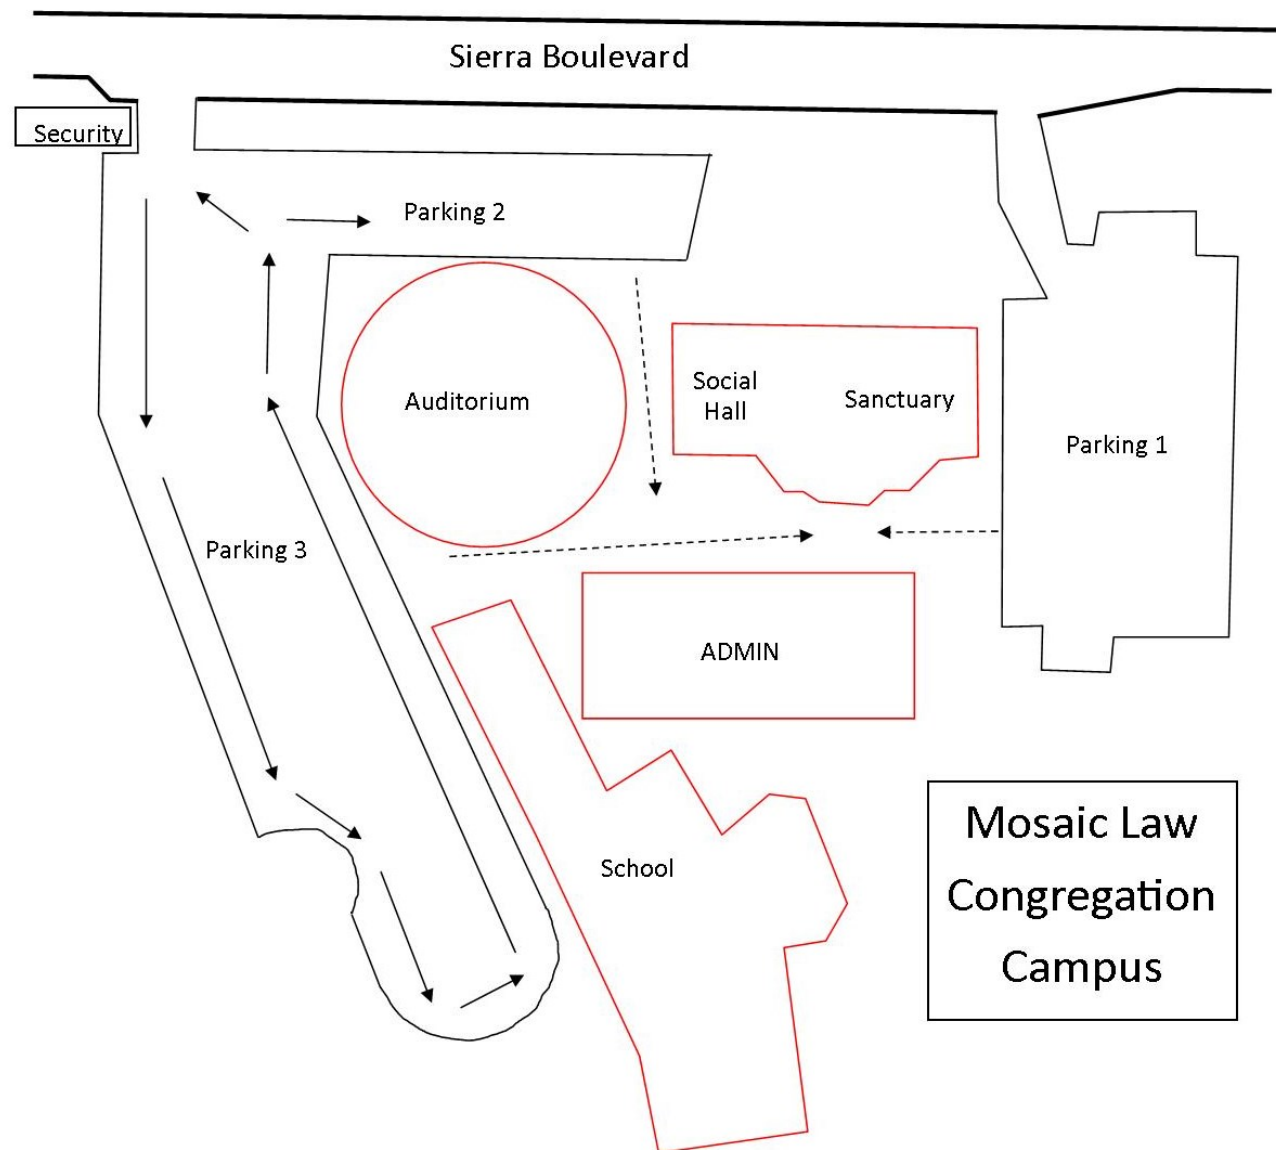 Sierra Boulevard
Security
Parking 2
Auditorium
Social
Hall
Sanctuary
Parking 1
Parking 3
ADMIN
School
Mosaic Law
Congregation
Campus